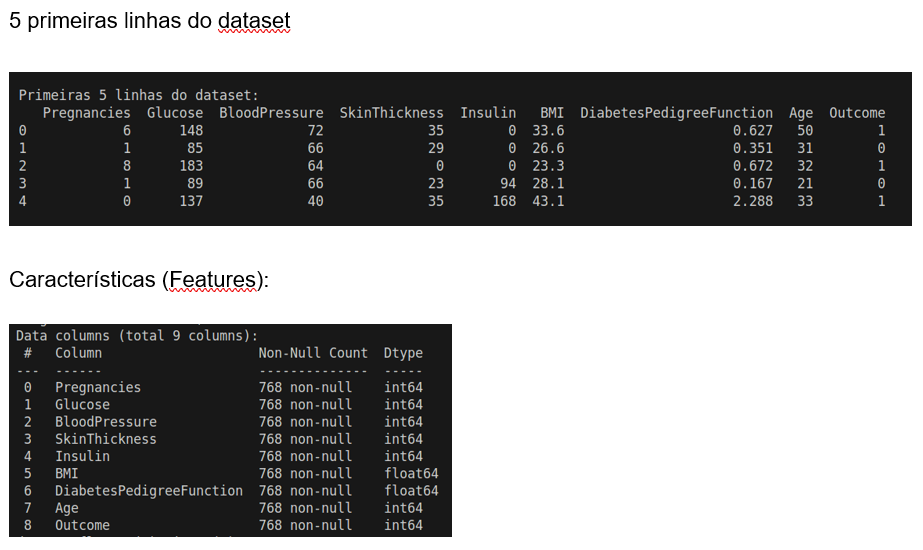 5 primeiras linhas do dataset
Primeiras 5 linhas do dataset:
Pregnancies Glucose BloodPressure SkinThickness Insulin BMI DiabetesPedigreeFunction Age Outcome
0 6 148 72 35 0 33.6 0.627 50 1
1 1 85 66 29 0 26.6 0.351 31 0
2 8 183 64 0 0 23.3 0.672 32 1
3 1 89 66 23 94 28.1 0.167 21 0
4 0 137 40 35 168 43.1 2.288 33 1
Características (Features):
Data columns (total 9 columns):
# Column Non-Null Count Dtype
--- ------ -------------- -----
0 Pregnancies 768 non-null int64
1 Glucose 768 non-null int64
2 BloodPressure 768 non-null int64
3 SkinThickness 768 non-null int64
4 Insulin 768 non-null int64
5 BMI 768 non-null float64
6 DiabetesPedigreeFunction 768 non-null float64
7 Age 768 non-null int64
8 Outcome 768 non-null int64